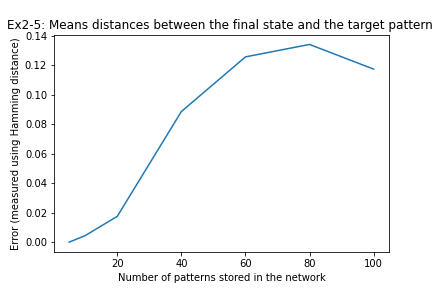 Ex2-5: Means distances between the final state and the target pattern
Error (measured using Hamming distance)
0.14
0.12
0.10
0.08
0.06
0.04
0.02
0.00
20 40 60 80 100
Number of patterns stored in the network